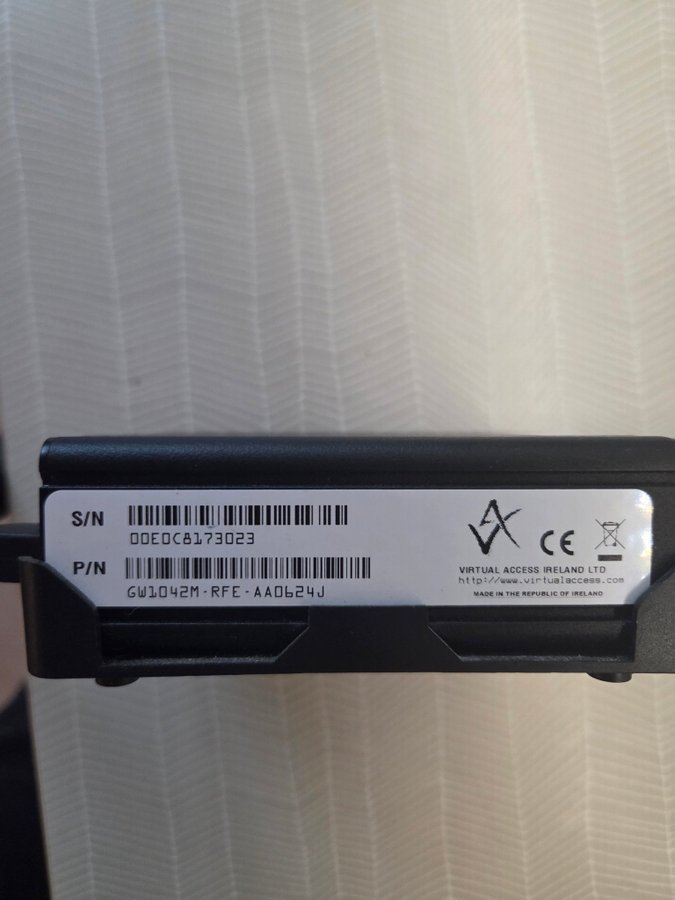 S/N
00E0C8173023
P/N
GW1042M-RFE-AA0624J
VIRTUAL ACCESS IRELAND LTD
http://www.virtualaccess.com
MADE IN THE REPUBLIC OF IRELAND
CE